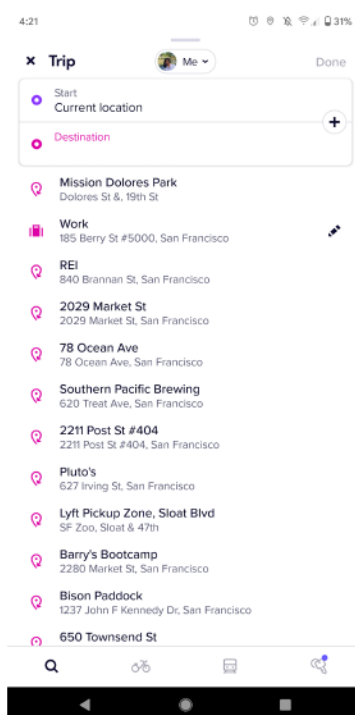 4:21
31%
Trip
Me
Done
Start
Current location
Destination
Mission Dolores Park
Dolores St &, 19th St
Work
185 Berry St #5000, San Francisco
REI
840 Brannan St, San Francisco
2029 Market St
2029 Market St, San Francisco
78 Ocean Ave
78 Ocean Ave, San Francisco
Southern Pacific Brewing
620 Treat Ave, San Francisco
2211 Post St #404
2211 Post St #404, San Francisco
Pluto's
627 Irving St, San Francisco
Lyft Pickup Zone, Sloat Blvd
SF Zoo, Sloat & 47th
Barry's Bootcamp
2280 Market St, San Francisco
Bison Paddock
1237 John F Kennedy Dr, San Francisco
650 Townsend St